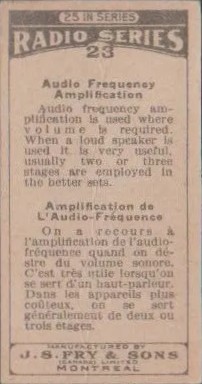 25 IN SERIES
RADIO SERIES
23
Audio Frequency
Amplification
Audio frequency am-
plification is used where
volume is required.
When a loud speaker is
used it is very useful,
usually two or three
stages are employed in
the better sets.
Amplification de
L'Audio-Fréquence
On a recours à
l'amplification de l'audio-
fréquence quand on dé-
sire du volume sonore.
C'est très utile lorsqu'on
se sert d'un haut-parleur.
Dans les appareils plus
coûteux, on se sert
généralement de deux ou
trois étages.
MANUFACTURED BY
J. S. FRY & SONS
(CANADA) LIMITED
MONTREAL